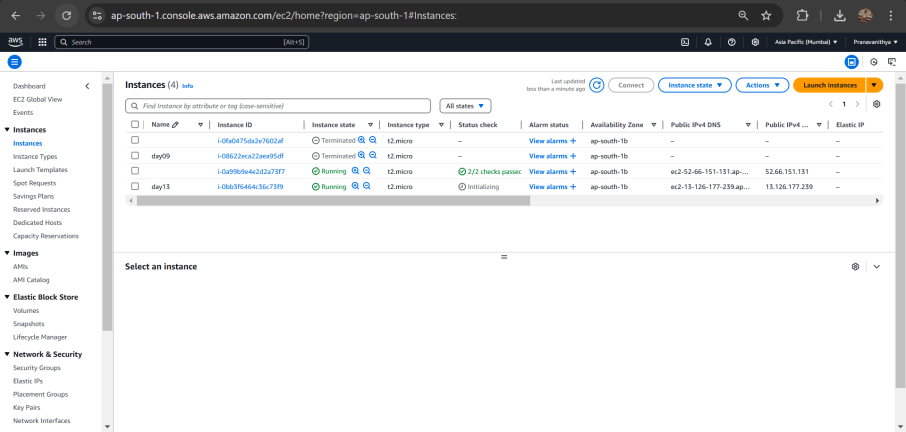 ap-south-1.console.aws.amazon.com/ec2/home?region=ap-south-1#Instances:
aws
Search [Alt+S] Asia Pacific (Mumbai) Pranavanithya
Dashboard
EC2 Global View
Events
Instances
Instances
Instance Types
Launch Templates
Spot Requests
Savings Plans
Reserved Instances
Dedicated Hosts
Capacity Reservations
Images
AMIs
AMI Catalog
Elastic Block Store
Volumes
Snapshots
Lifecycle Manager
Network & Security
Security Groups
Elastic IPs
Placement Groups
Key Pairs
Network Interfaces
Instances (4) Info
Last updated
less than a minute ago
Connect Instance state Actions Launch instances
Find Instance by attribute or tag (case-sensitive) All states
1
Name Instance ID Instance state Instance type Status check Alarm status Availability Zone Public IPv4 DNS Public IPv4 ... Elastic IP
i-0fa0475da2e7602af Terminated t2.micro – View alarms + ap-south-1b – – –
day09 i-08622eca22aea95df Terminated t2.micro – View alarms + ap-south-1b – – –
i-0a99b9e4e2d2a73f7 Running t2.micro 2/2 checks passec View alarms + ap-south-1b ec2-52-66-151-131.ap-... 52.66.151.131 –
day13 i-0bb3f6464c36c73f9 Running t2.micro Initializing View alarms + ap-south-1b ec2-13-126-177-239.ap... 13.126.177.239 –
Select an instance